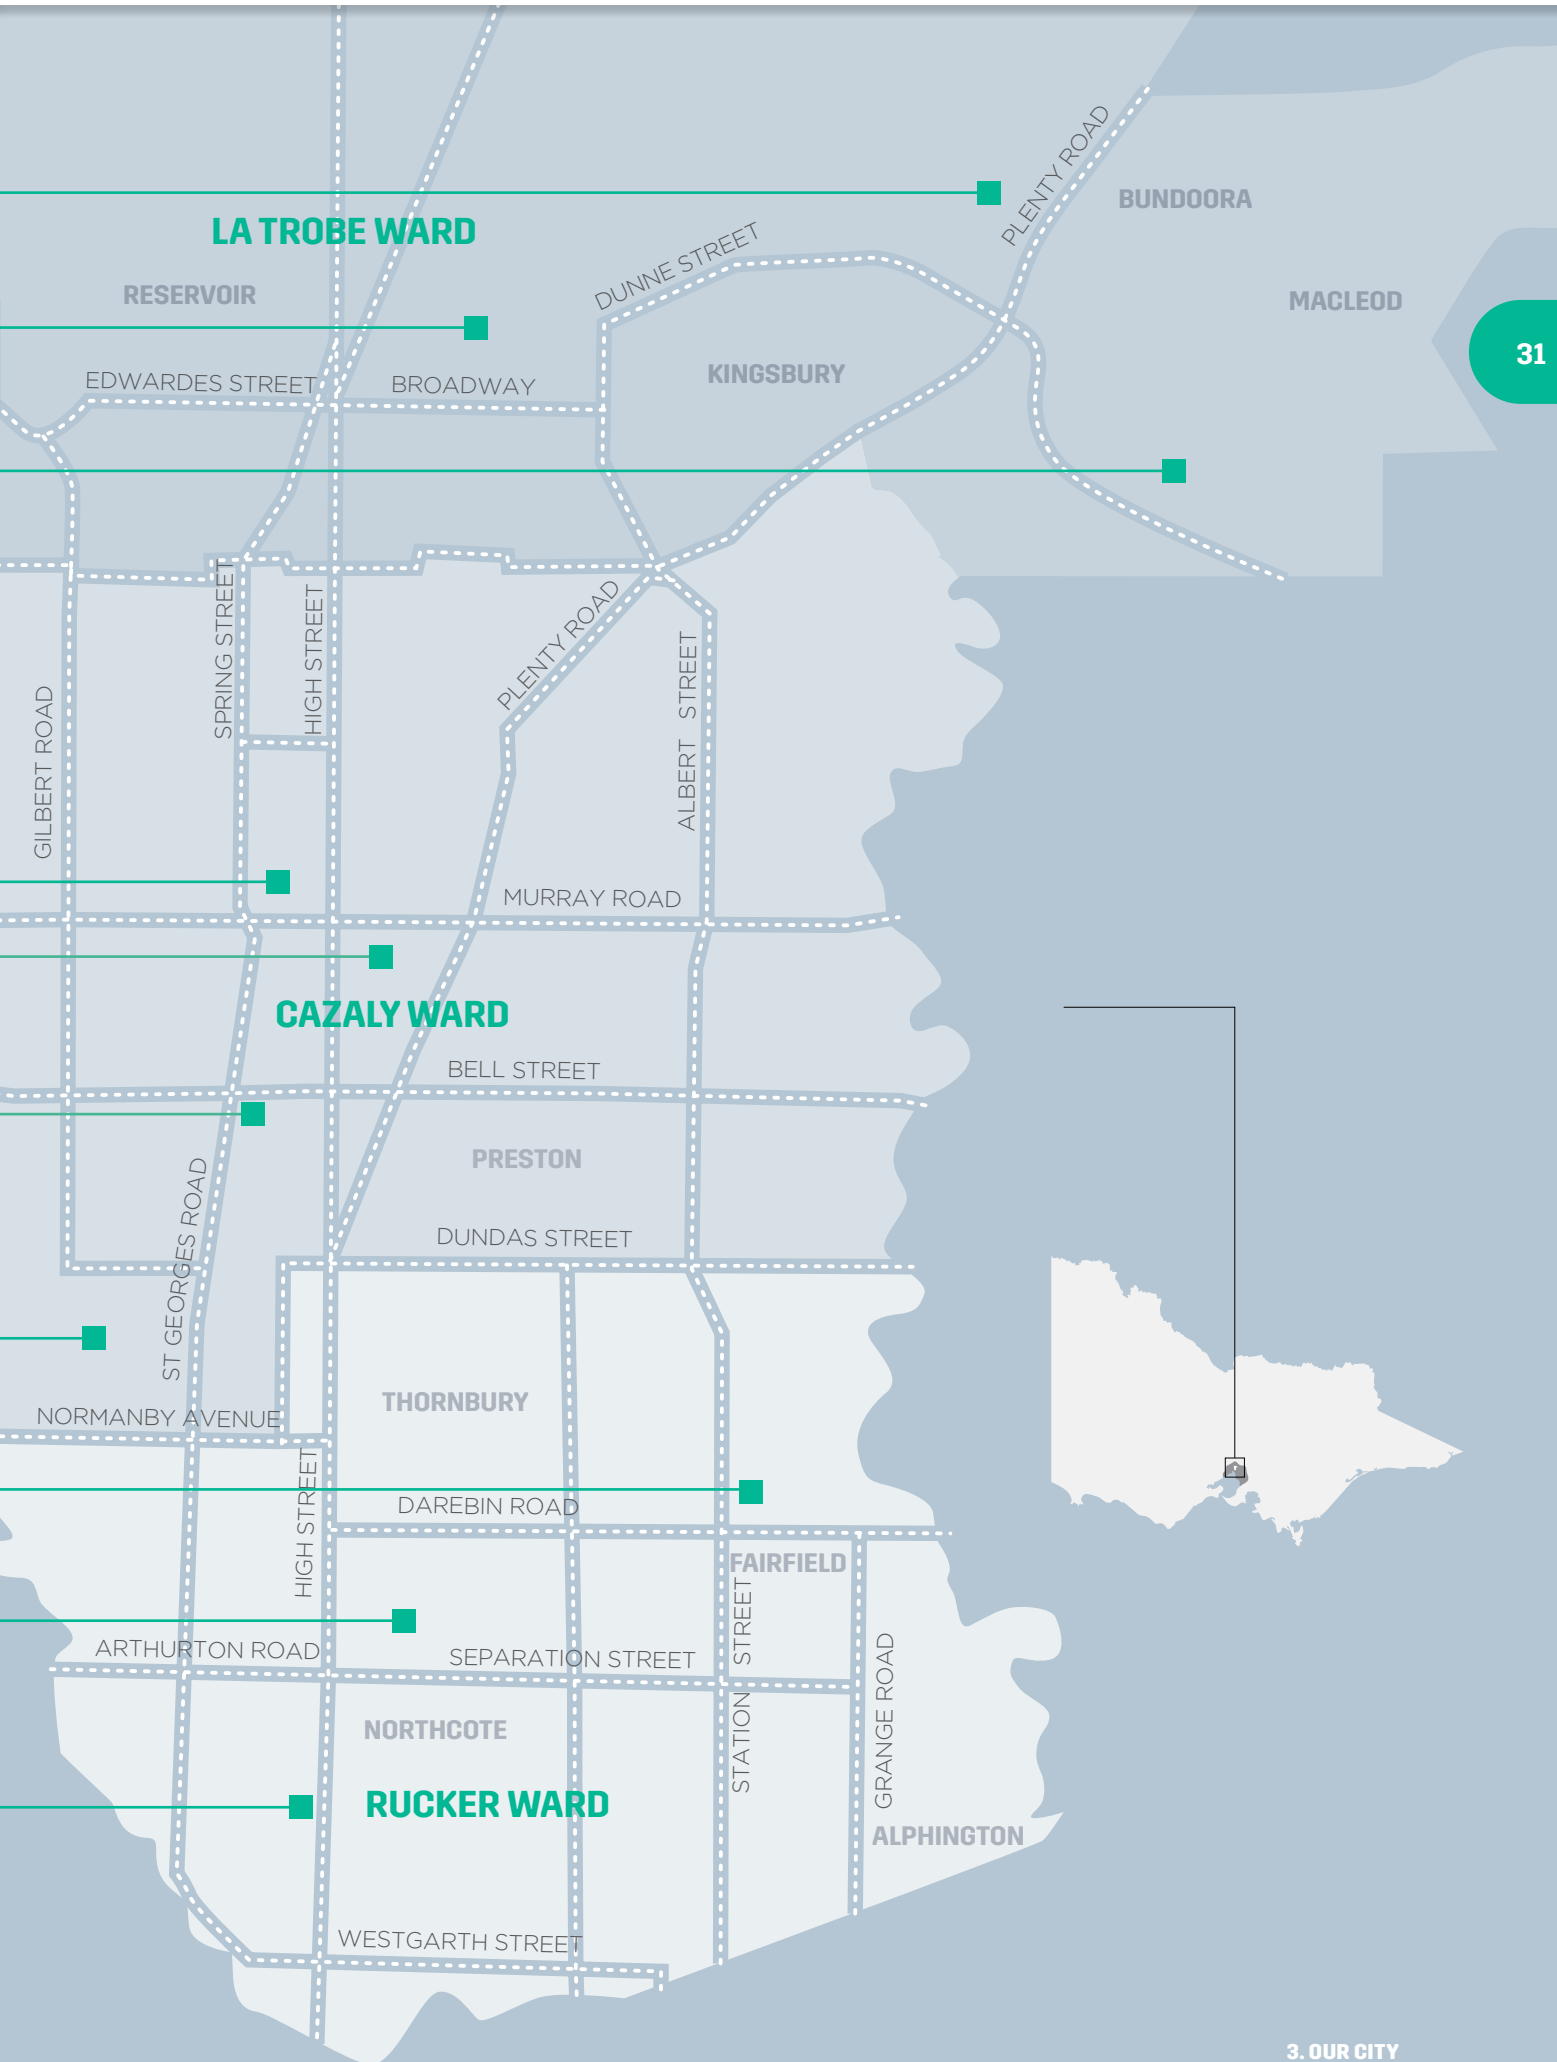 PLENTY ROAD
BUNDOORA
LA TROBE WARD
DUNNE STREET
RESERVOIR
MACLEOD
31
KINGSBURY
EDWARDES STREET
BROADWAY
SPRING STREET
HIGH STREET
PLENTY ROAD
ALBERT STREET
GILBERT ROAD
MURRAY ROAD
CAZALY WARD
BELL STREET
PRESTON
ST GEORGES ROAD
DUNDAS STREET
THORNBURY
NORMANBY AVENUE
HIGH STREET
DAREBIN ROAD
FAIRFIELD
STATION STREET
ARTHURTON ROAD
SEPARATION STREET
GRANGE ROAD
NORTHCOTE
RUCKER WARD
ALPHINGTON
WESTGARTH STREET
3. OUR CITY